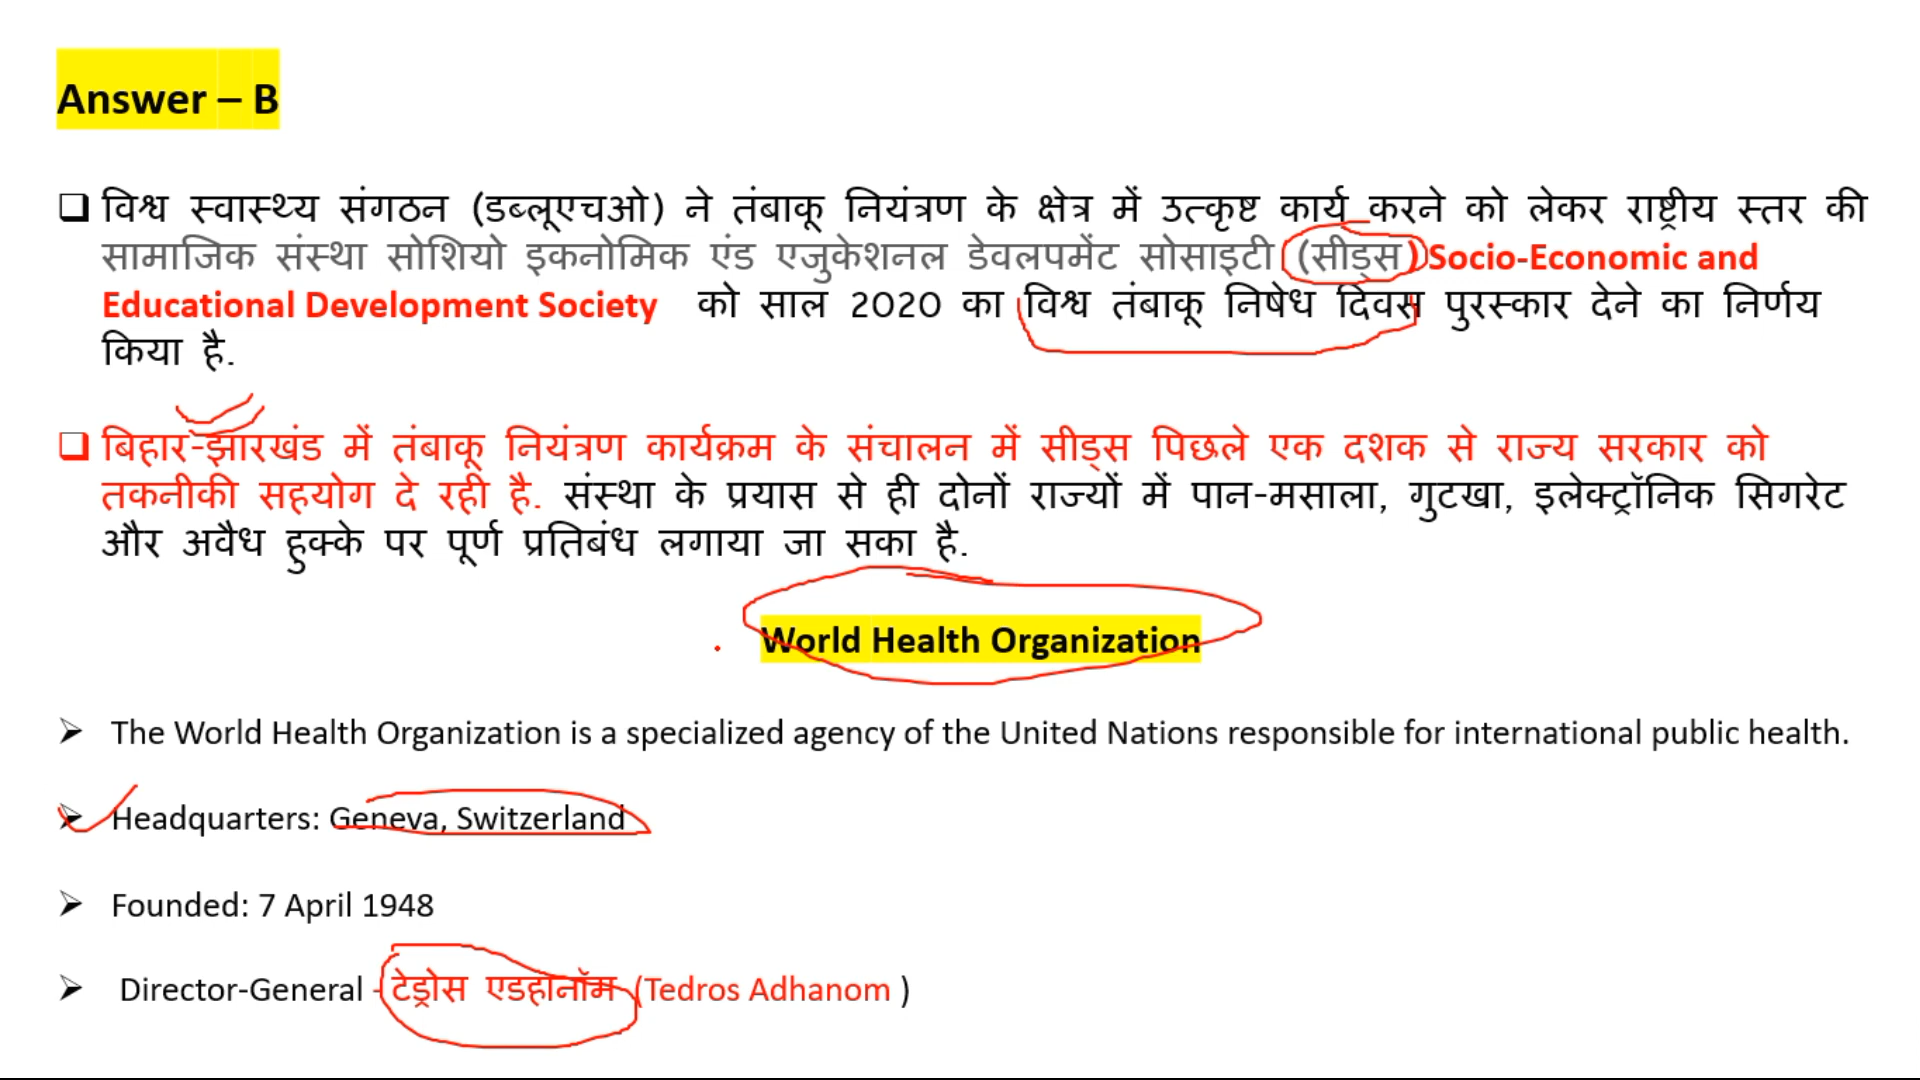 Answer – B
विश्व स्वास्थ्य संगठन (डब्लूएचओ) ने तंबाकू नियंत्रण के क्षेत्र में उत्कृष्ट कार्य करने को लेकर राष्ट्रीय स्तर की
सामाजिक संस्था सोशियो इकनोमिक एंड एजुकेशनल डेवलपमेंट सोसाइटी (सीड्स) Socio-Economic and
Educational Development Society को साल 2020 का विश्व तंबाकू निषेध दिवस पुरस्कार देने का निर्णय
किया है.
बिहार-झारखंड में तंबाकू नियंत्रण कार्यक्रम के संचालन में सीड्स पिछले एक दशक से राज्य सरकार को
तकनीकी सहयोग दे रही है. संस्था के प्रयास से ही दोनों राज्यों में पान-मसाला, गुटखा, इलेक्ट्रॉनिक सिगरेट
और अवैध हुक्के पर पूर्ण प्रतिबंध लगाया जा सका है.
World Health Organization
The World Health Organization is a specialized agency of the United Nations responsible for international public health.
Headquarters: Geneva, Switzerland
Founded: 7 April 1948
Director-General - टेड्रोस एडहानॉम (Tedros Adhanom )